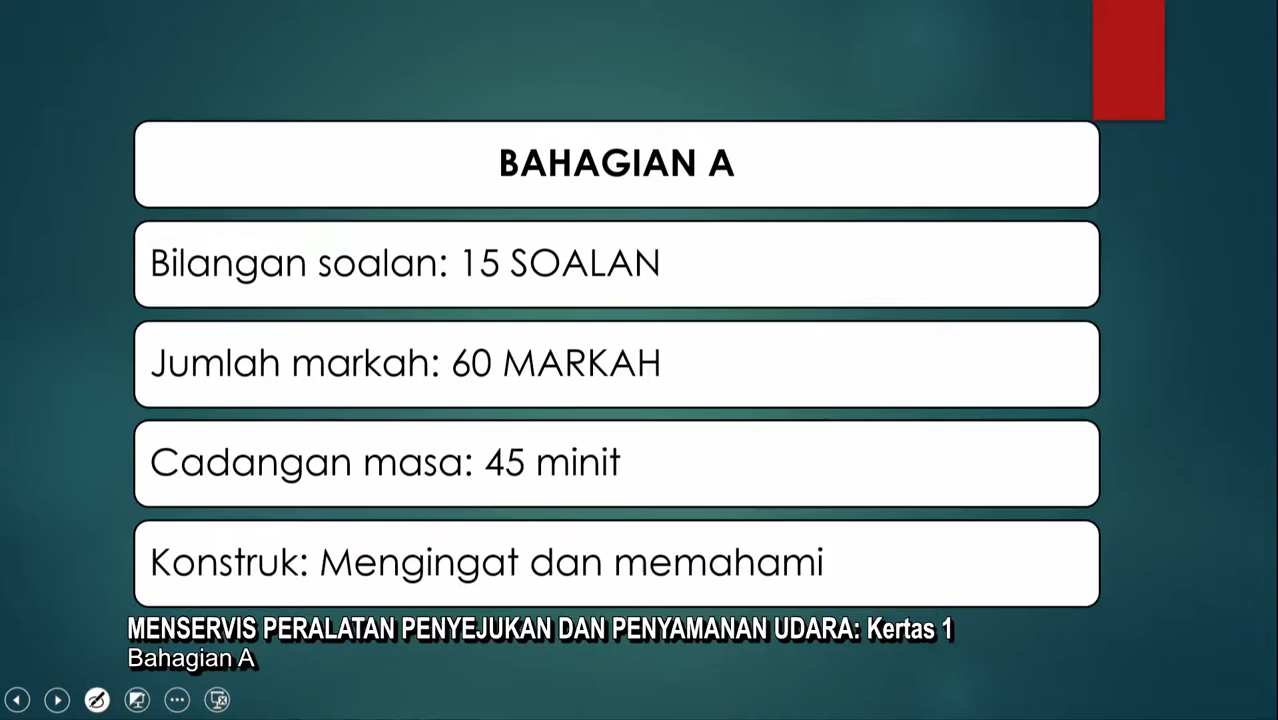 BAHAGIAN A
Bilangan soalan: 15 SOALAN
Jumlah markah: 60 MARKAH
Cadangan masa: 45 minit
Konstruk: Mengingat dan memahami
MENSERVIS PERALATAN PENYEJUKAN DAN PENYAMANAN UDARA: Kertas 1
Bahagian A